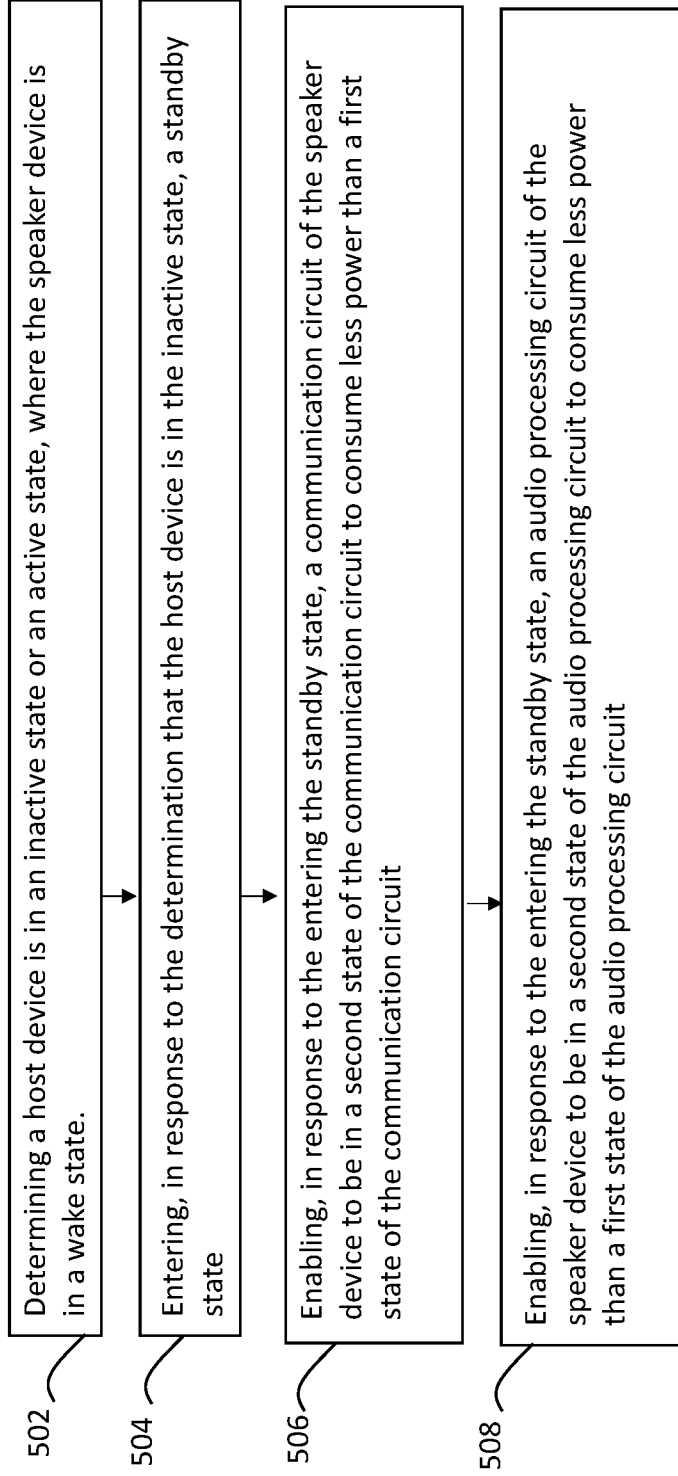 502
Determining a host device is in an inactive state or an active state, where the speaker device is
in a wake state.
504
Entering, in response to the determination that the host device is in the inactive state, a standby
state
506
Enabling, in response to the entering the standby state, a communication circuit of the speaker
device to be in a second state of the communication circuit to consume less power than a first
state of the communication circuit
508
Enabling, in response to the entering the standby state, an audio processing circuit of the
speaker device to be in a second state of the audio processing circuit to consume less power
than a first state of the audio processing circuit